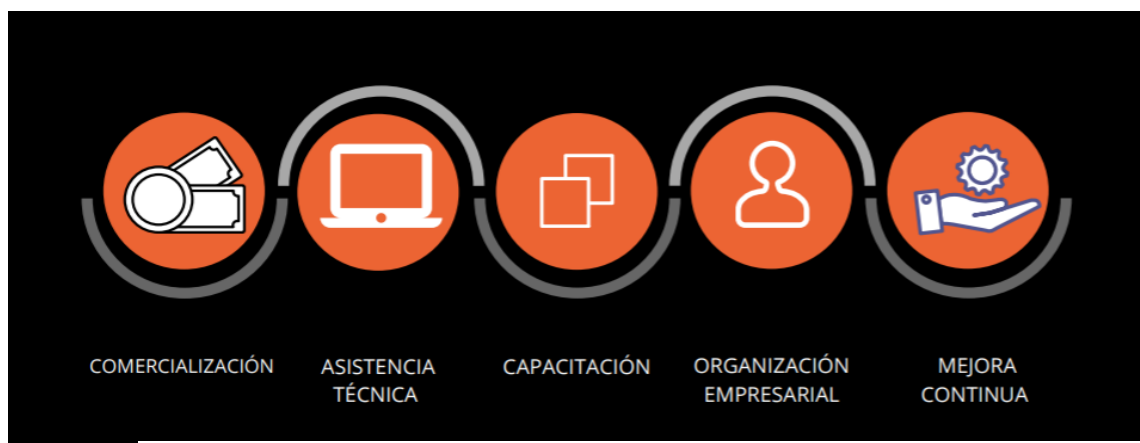 COMERCIALIZACIÓN
ASISTENCIA
TÉCNICA
CAPACITACIÓN
ORGANIZACIÓN
EMPRESARIAL
MEJORA
CONTINUA